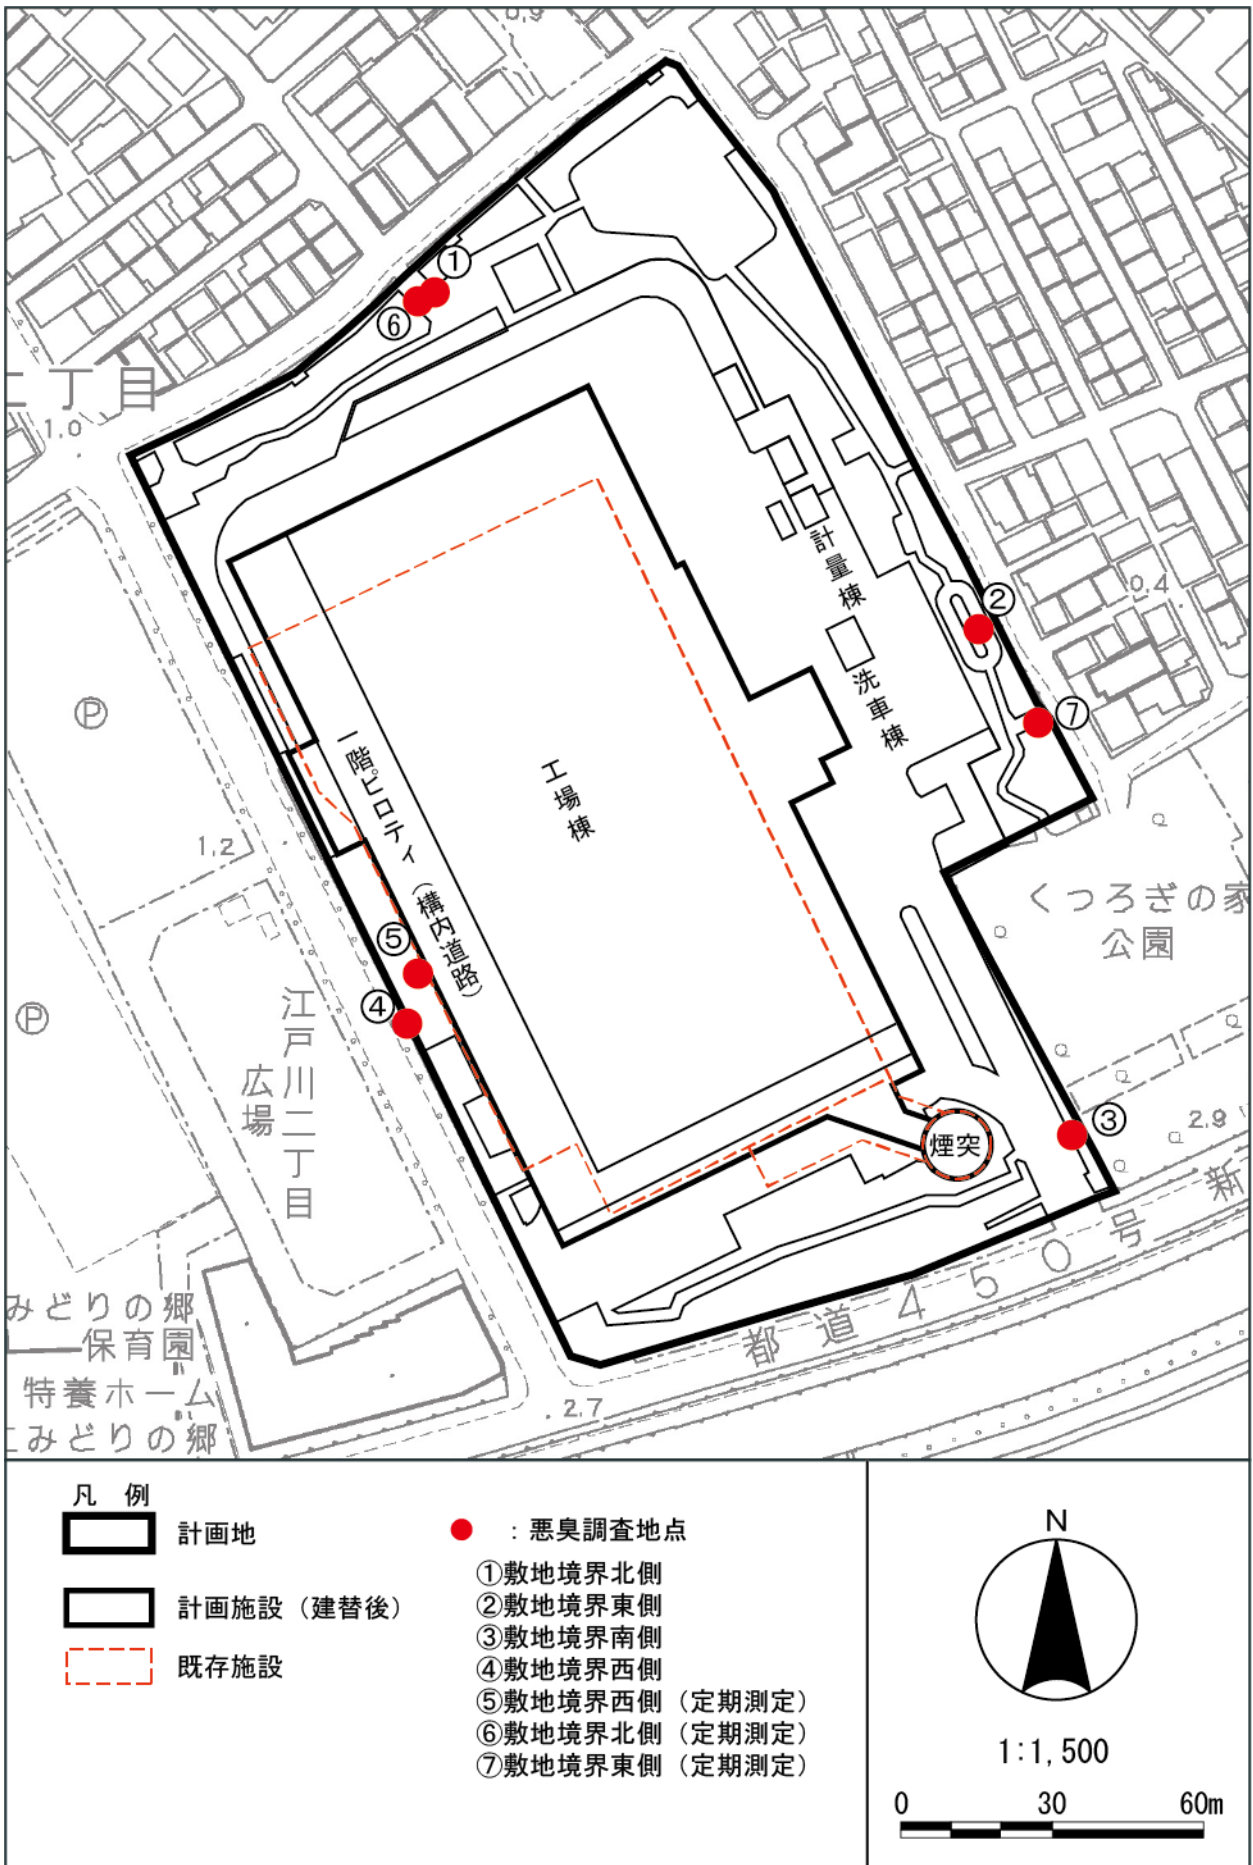 0.9
①
⑥
二丁目
1.0
計量棟
②
0.4
洗車棟
⑦
Ⓟ
一階ピロティ（構内道路）
工場棟
1.2
くつろぎの家
公園
⑤
④
Ⓟ
江戸川二丁目
広場
③
2.9
煙突
新
都道450号
みどりの郷
保育園
特養ホーム
みどりの郷
2.7
凡　例
計画地
計画施設（建替後）
既存施設
：悪臭調査地点
①敷地境界北側
②敷地境界東側
③敷地境界南側
④敷地境界西側
⑤敷地境界西側（定期測定）
⑥敷地境界北側（定期測定）
⑦敷地境界東側（定期測定）
N
1:1,500
0 30 60m